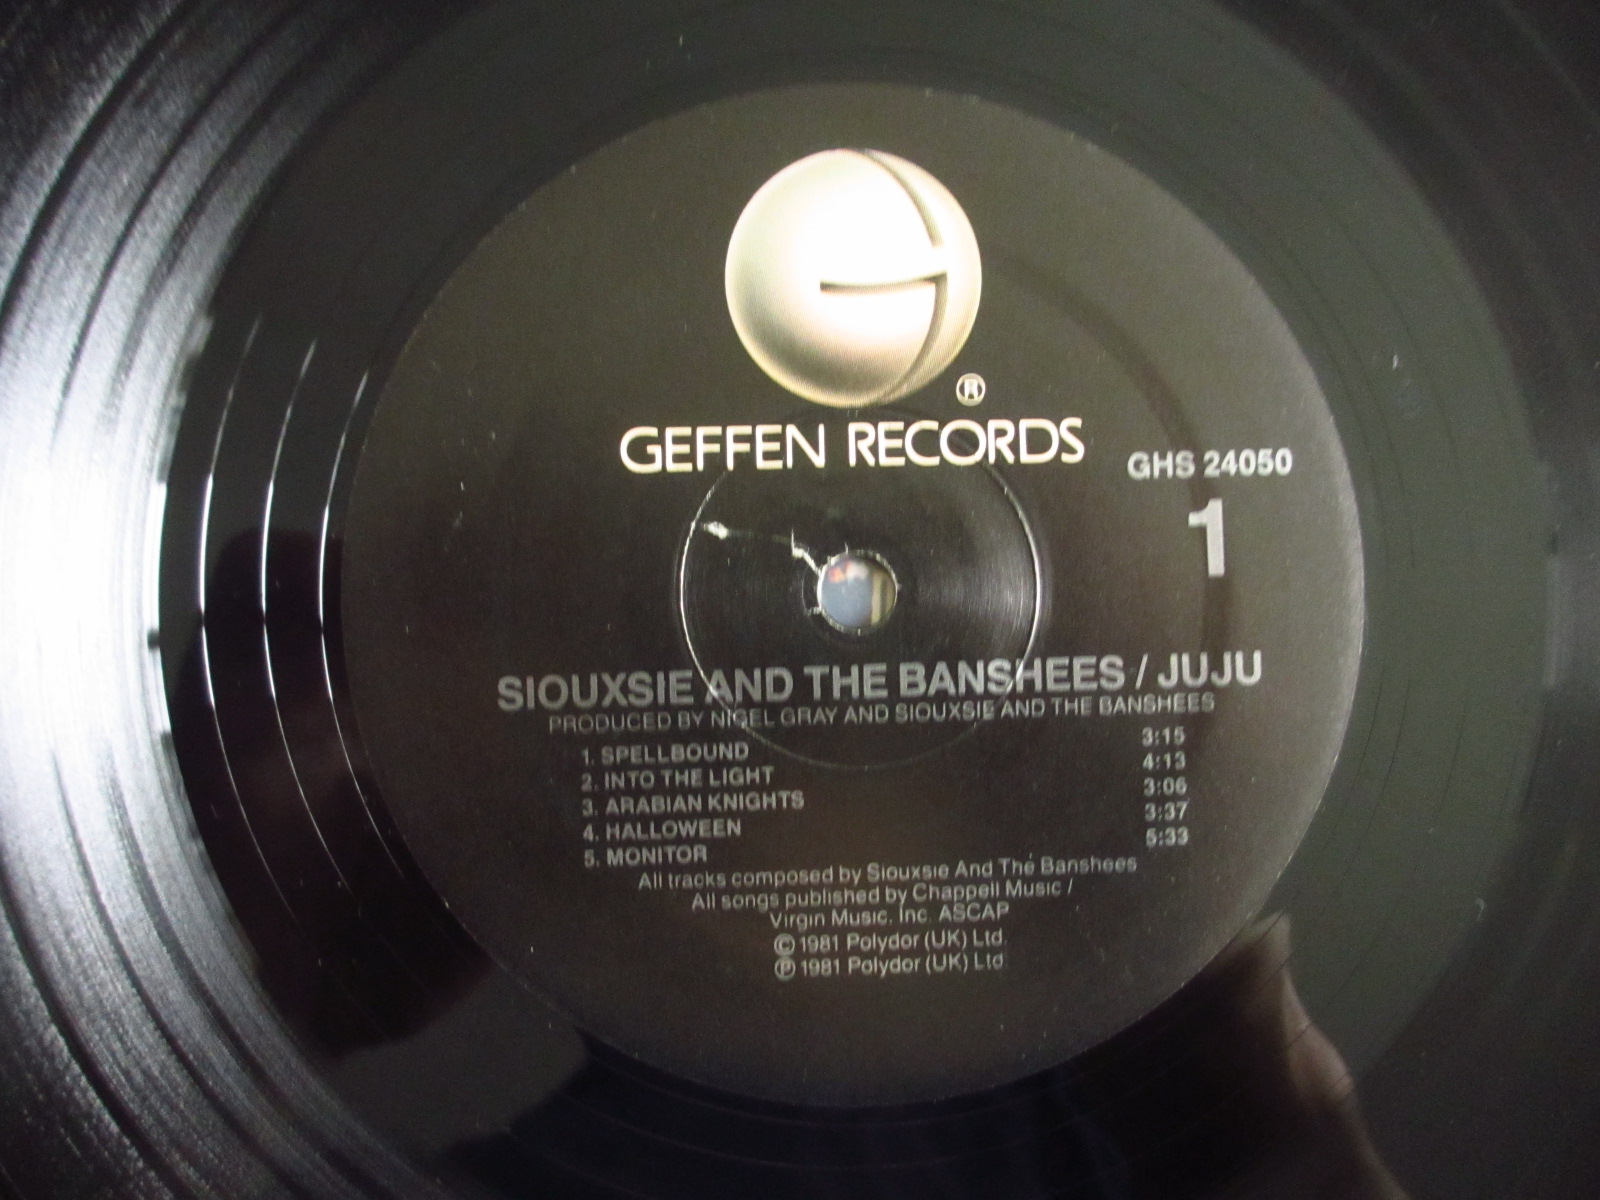 ®
GEFFEN RECORDS
GHS 24050
1
SIOUXSIE AND THE BANSHEES / JUJU
PRODUCED BY NIGEL GRAY AND SIOUXSIE AND THE BANSHEES
1. SPELLBOUND 3:15
2. INTO THE LIGHT 4:13
3. ARABIAN KNIGHTS 3:06
4. HALLOWEEN 3:37
5. MONITOR 5:33
All tracks composed by Siouxsie And The Banshees
All songs published by Chappell Music /
Virgin Music. Inc. ASCAP
© 1981 Polydor (UK) Ltd.
℗ 1981 Polydor (UK) Ltd.